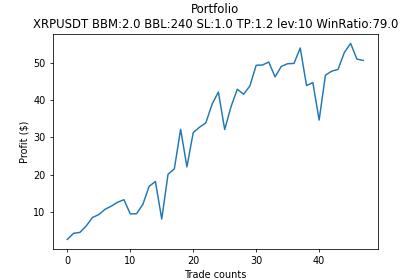 Portfolio
XRPUSDT BBM:2.0 BBL:240 SL:1.0 TP:1.2 lev:10 WinRatio:79.0
50
40
30
20
10
Profit ($)
0 10 20 30 40
Trade counts